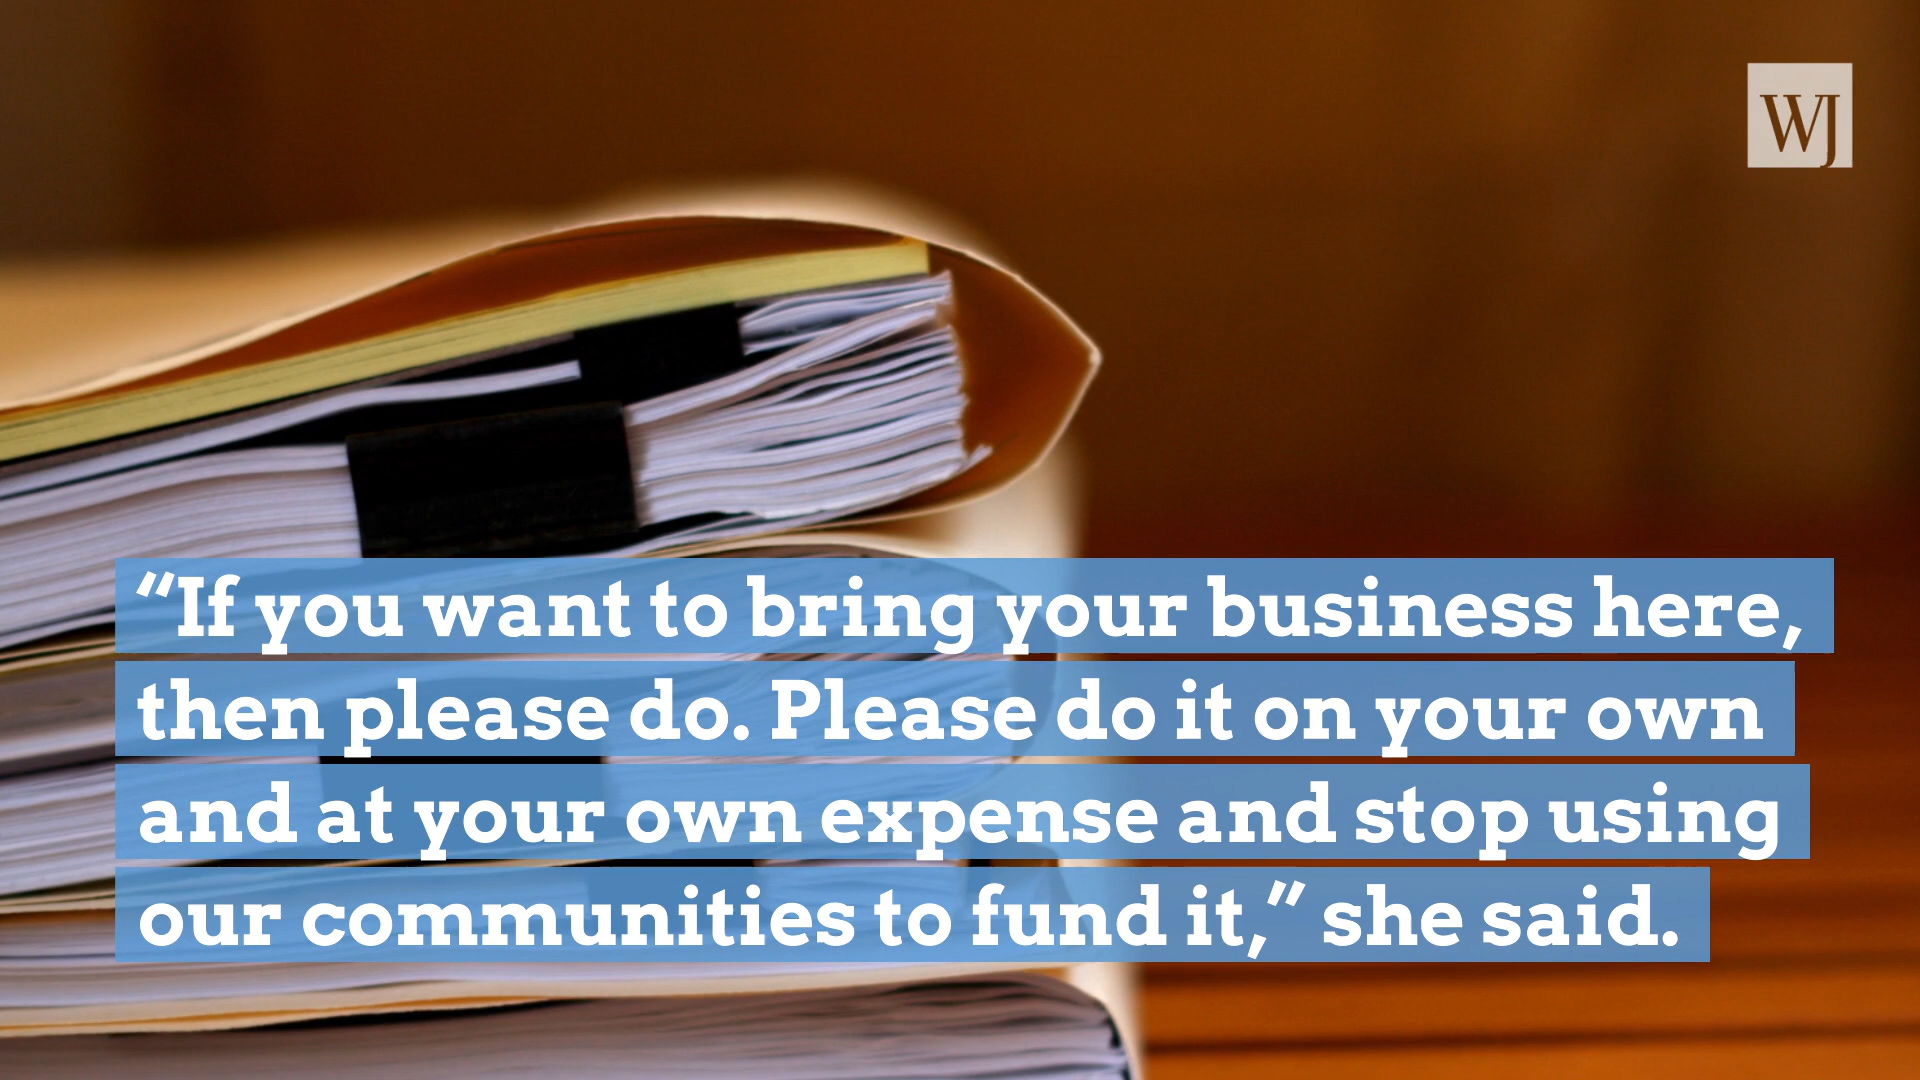 WJ
“If you want to bring your business here,
then please do. Please do it on your own
and at your own expense and stop using
our communities to fund it,” she said.